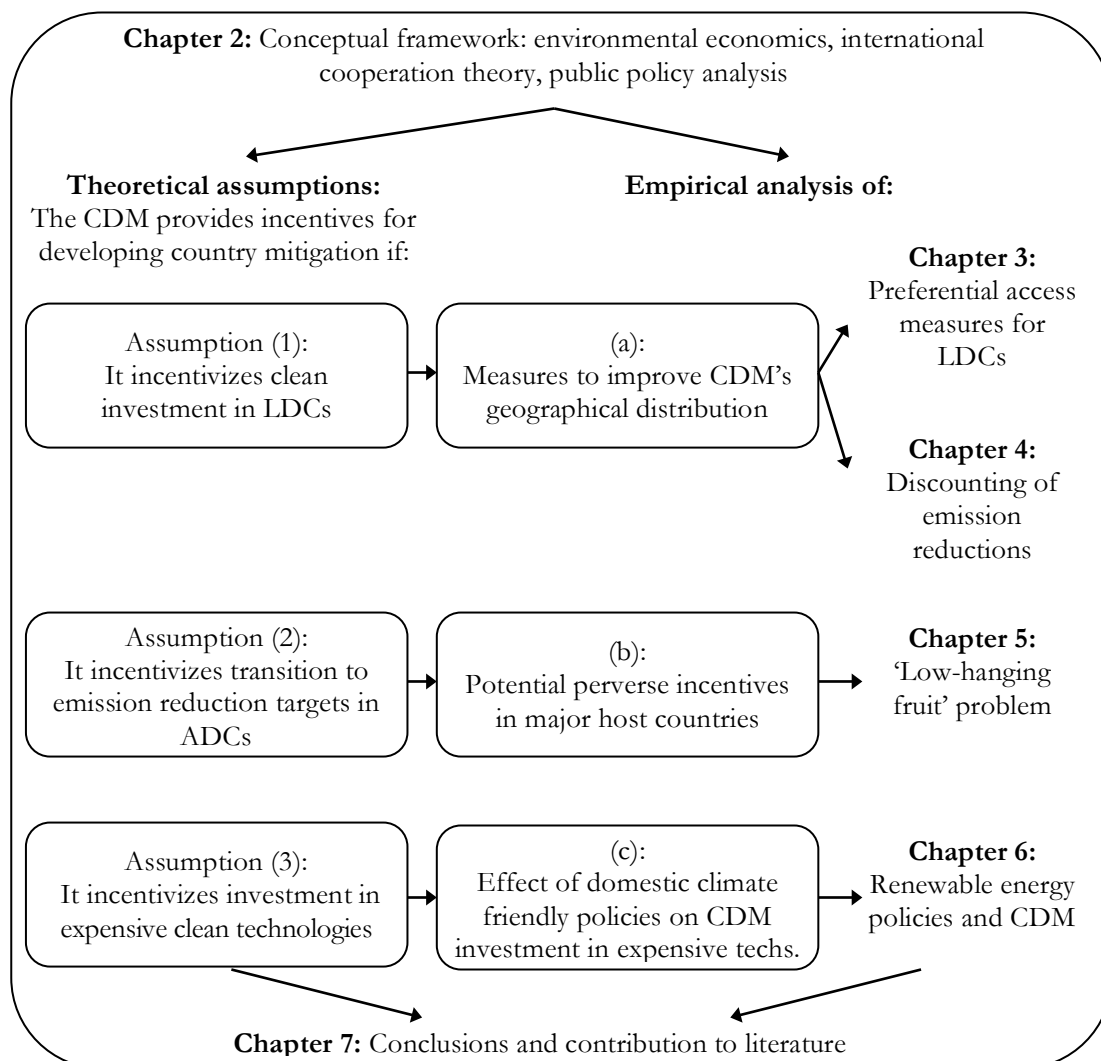 Chapter 2: Conceptual framework: environmental economics, international
cooperation theory, public policy analysis
Theoretical assumptions:
The CDM provides incentives for
developing country mitigation if:
Empirical analysis of:
Assumption (1):
It incentivizes clean
investment in LDCs
(a):
Measures to improve CDM’s
geographical distribution
Chapter 3:
Preferential access
measures for
LDCs
Chapter 4:
Discounting of
emission
reductions
Assumption (2):
It incentivizes transition to
emission reduction targets in
ADCs
(b):
Potential perverse incentives
in major host countries
Chapter 5:
‘Low-hanging
fruit’ problem
Assumption (3):
It incentivizes investment in
expensive clean technologies
(c):
Effect of domestic climate
friendly policies on CDM
investment in expensive techs.
Chapter 6:
Renewable energy
policies and CDM
Chapter 7: Conclusions and contribution to literature